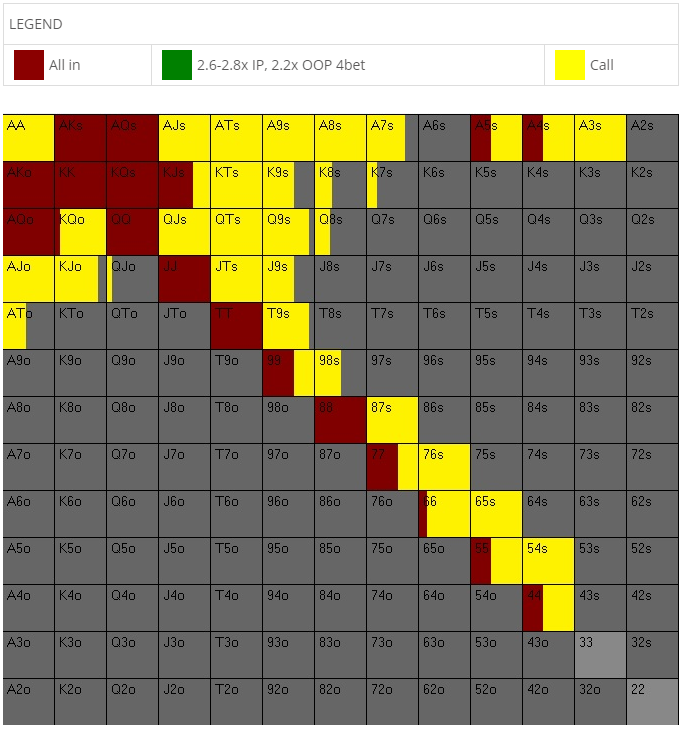 LEGEND
All in 2.6-2.8x IP, 2.2x OOP 4bet Call
AA AKs AQs AJs ATs A9s A8s A7s A6s A5s A4s A3s A2s
AKo KK KQs KJs KTs K9s K8s K7s K6s K5s K4s K3s K2s
AQo KQo QQ QJs QTs Q9s Q8s Q7s Q6s Q5s Q4s Q3s Q2s
AJo KJo QJo JJ JTs J9s J8s J7s J6s J5s J4s J3s J2s
ATo KTo QTo JTo TT T9s T8s T7s T6s T5s T4s T3s T2s
A9o K9o Q9o J9o T9o 99 98s 97s 96s 95s 94s 93s 92s
A8o K8o Q8o J8o T8o 98o 88 87s 86s 85s 84s 83s 82s
A7o K7o Q7o J7o T7o 97o 87o 77 76s 75s 74s 73s 72s
A6o K6o Q6o J6o T6o 96o 86o 76o 66 65s 64s 63s 62s
A5o K5o Q5o J5o T5o 95o 85o 75o 65o 55 54s 53s 52s
A4o K4o Q4o J4o T4o 94o 84o 74o 64o 54o 44 43s 42s
A3o K3o Q3o J3o T3o 93o 83o 73o 63o 53o 43o 33 32s
A2o K2o Q2o J2o T2o 92o 82o 72o 62o 52o 42o 32o 22